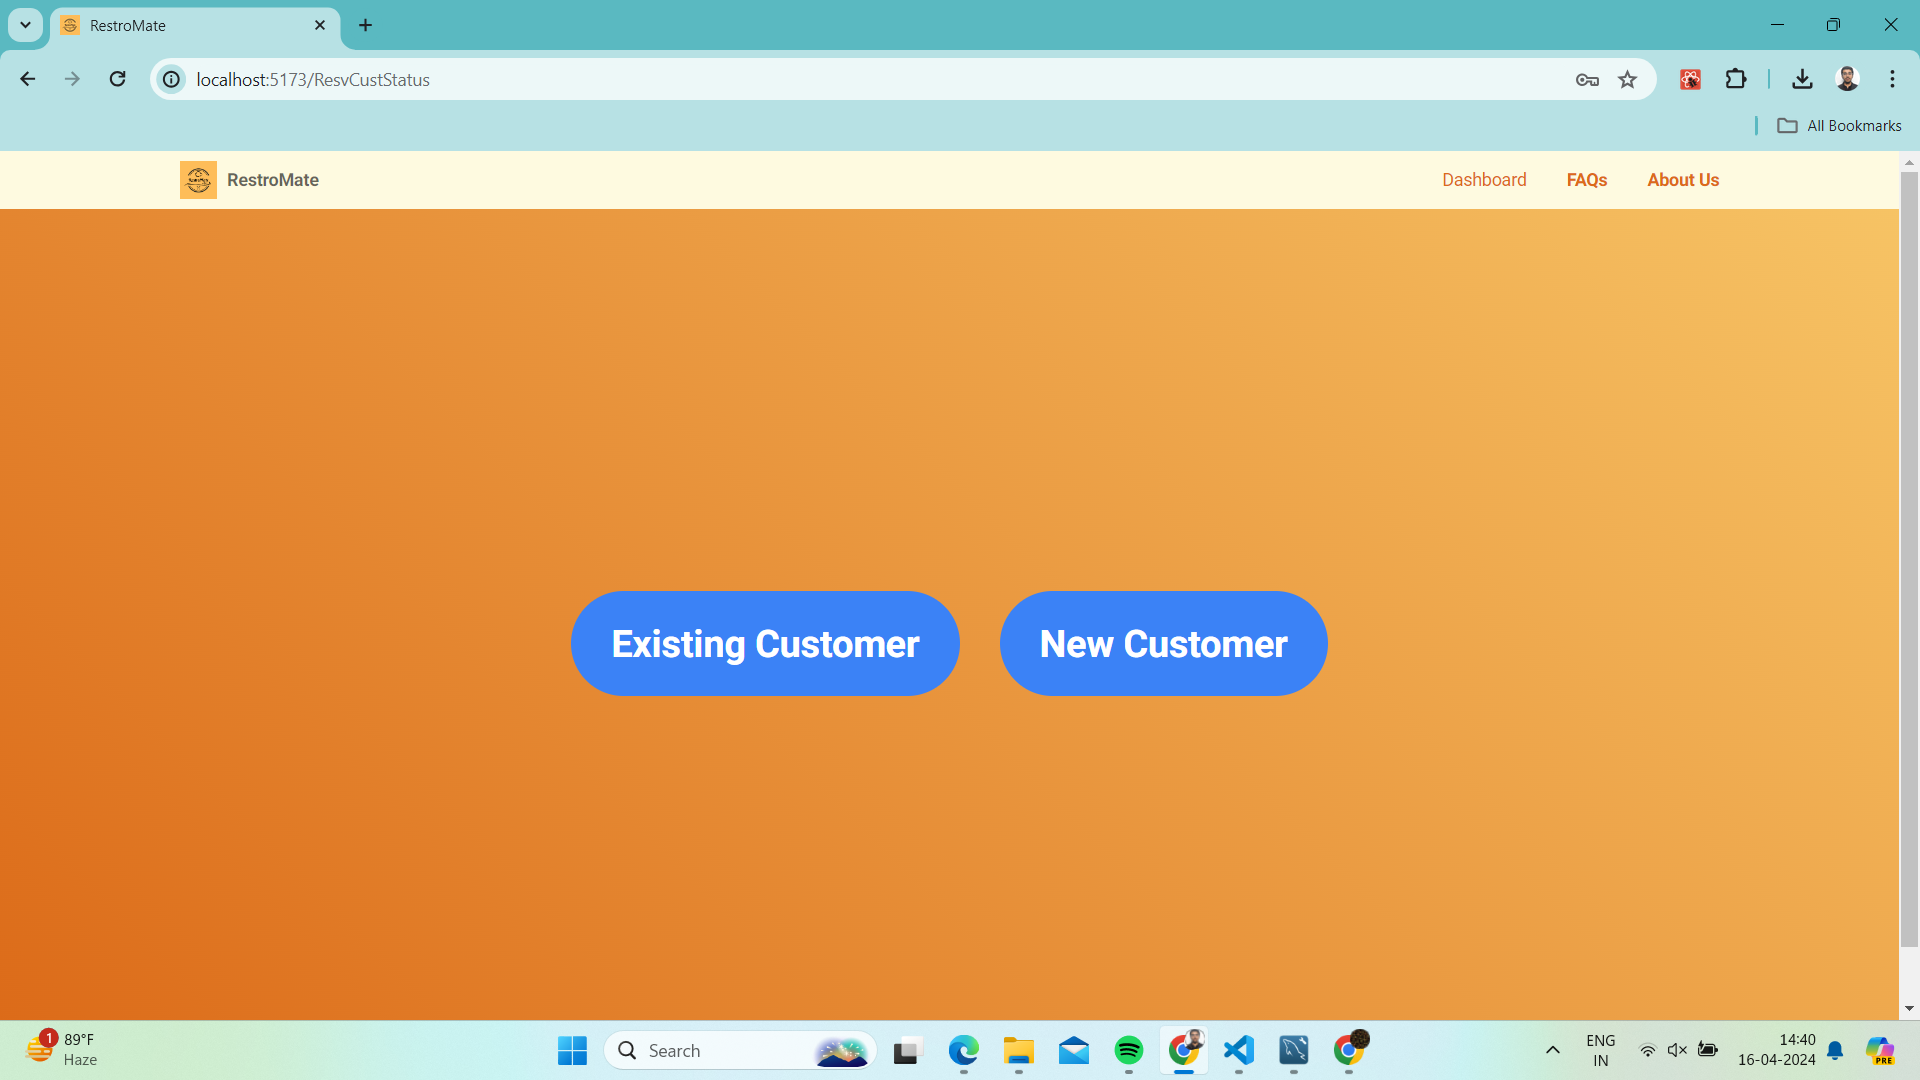 RestroMate
localhost:5173/ResvCustStatus
All Bookmarks
RestroMate
Dashboard FAQs About Us
Existing Customer New Customer
1
89°F
Haze
Search
ENG
IN
14:40
16-04-2024
PRE